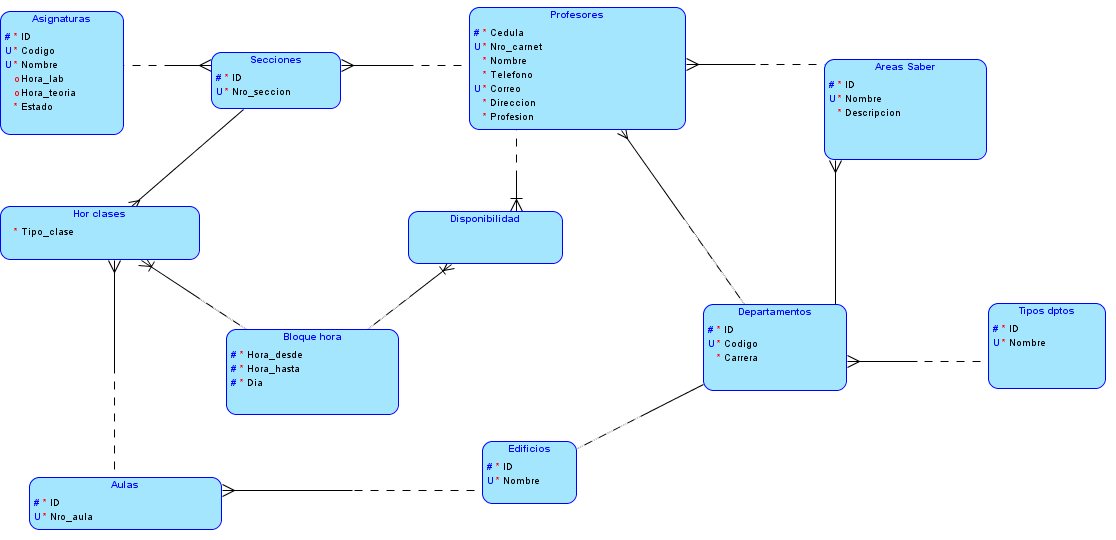 Asignaturas
# * ID
U * Codigo
U * Nombre
o Hora_lab
o Hora_teoria
* Estado
Secciones
# * ID
U * Nro_seccion
Profesores
# * Cedula
U * Nro_carnet
* Nombre
* Telefono
U * Correo
* Direccion
* Profesion
Areas Saber
# * ID
U * Nombre
* Descripcion
Hor clases
* Tipo_clase
Disponibilidad
Bloque hora
# * Hora_desde
# * Hora_hasta
# * Dia
Departamentos
# * ID
U * Codigo
* Carrera
Tipos dptos
# * ID
U * Nombre
Edificios
# * ID
U * Nombre
Aulas
# * ID
U * Nro_aula